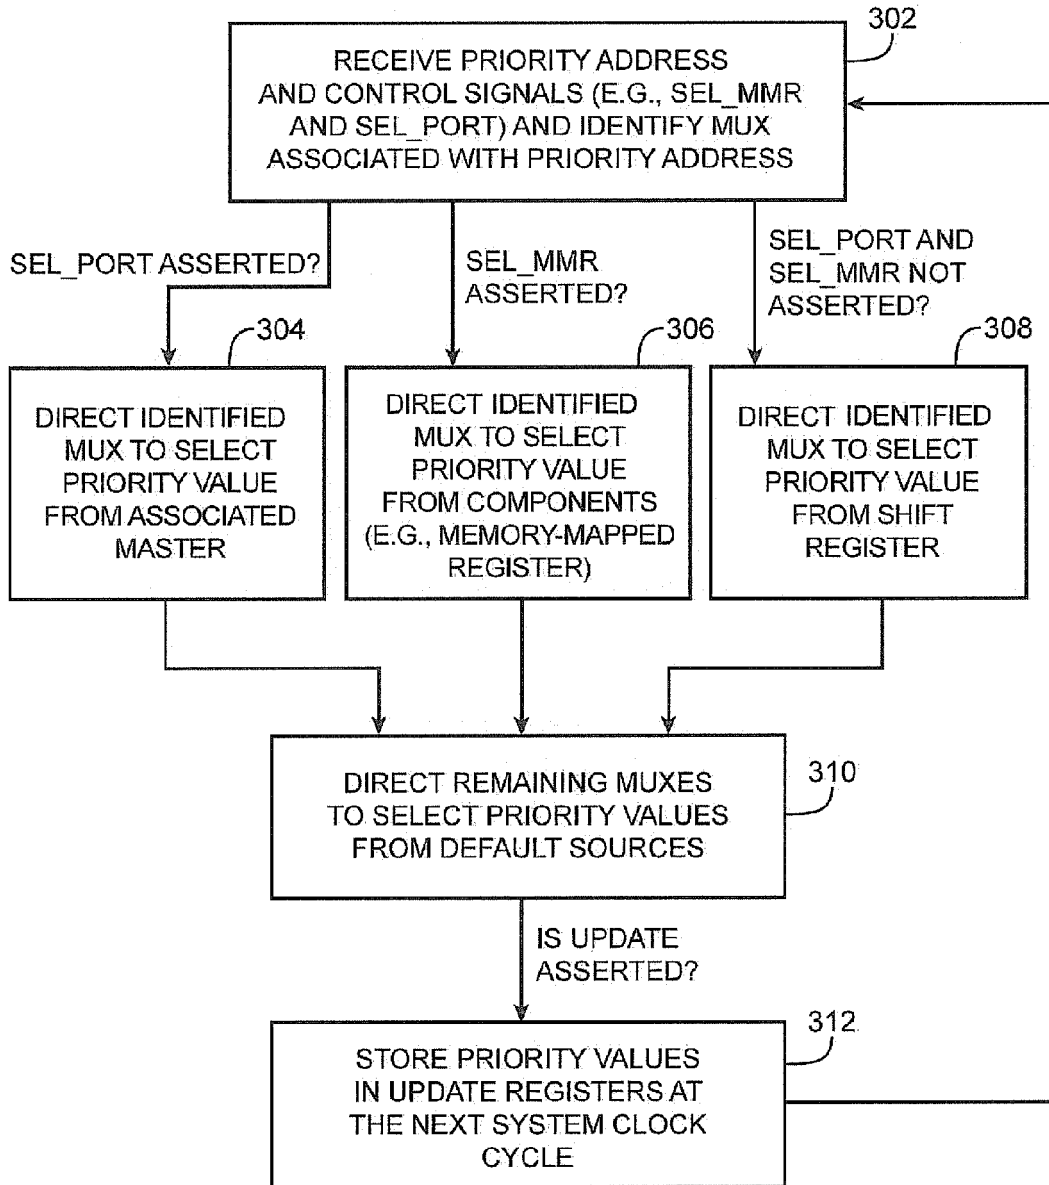 302
RECEIVE PRIORITY ADDRESS
AND CONTROL SIGNALS (E.G., SEL_MMR
AND SEL_PORT) AND IDENTIFY MUX
ASSOCIATED WITH PRIORITY ADDRESS
SEL_PORT ASSERTED?
SEL_MMR
ASSERTED?
SEL_PORT AND
SEL_MMR NOT
ASSERTED?
304
DIRECT IDENTIFIED
MUX TO SELECT
PRIORITY VALUE
FROM ASSOCIATED
MASTER
306
DIRECT IDENTIFIED
MUX TO SELECT
PRIORITY VALUE
FROM COMPONENTS
(E.G., MEMORY-MAPPED
REGISTER)
308
DIRECT IDENTIFIED
MUX TO SELECT
PRIORITY VALUE
FROM SHIFT
REGISTER
310
DIRECT REMAINING MUXES
TO SELECT PRIORITY VALUES
FROM DEFAULT SOURCES
IS UPDATE
ASSERTED?
312
STORE PRIORITY VALUES
IN UPDATE REGISTERS AT
THE NEXT SYSTEM CLOCK
CYCLE